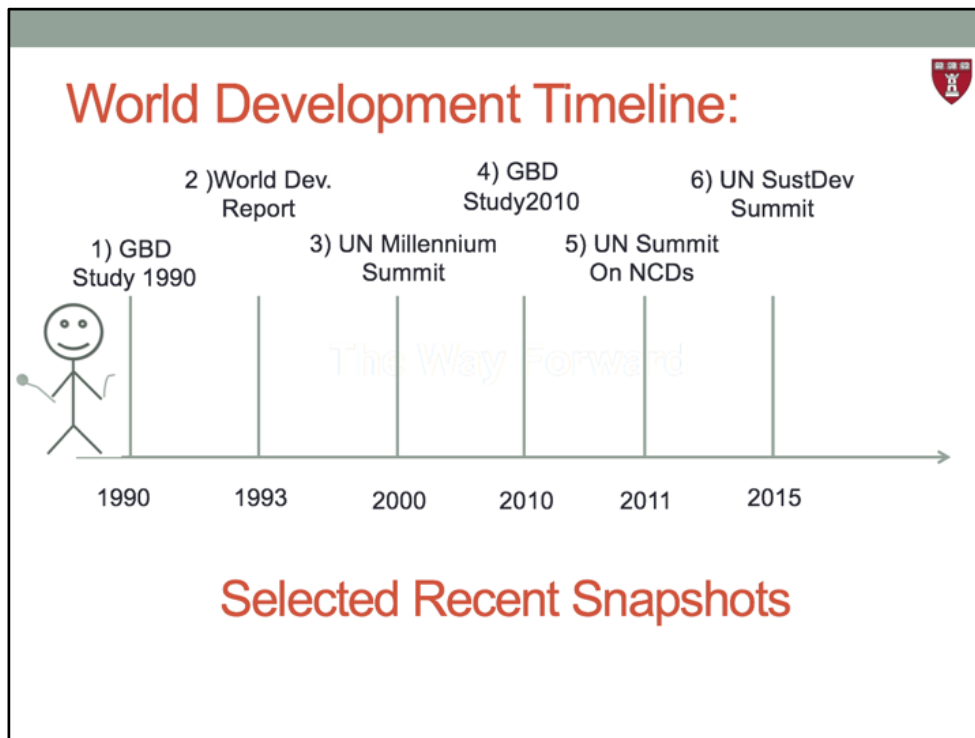 World Development Timeline:
1) GBD
Study 1990
2 )World Dev.
Report
3) UN Millennium
Summit
4) GBD
Study2010
5) UN Summit
On NCDs
6) UN SustDev
Summit
The Way Forward
1990
1993
2000
2010
2011
2015
Selected Recent Snapshots